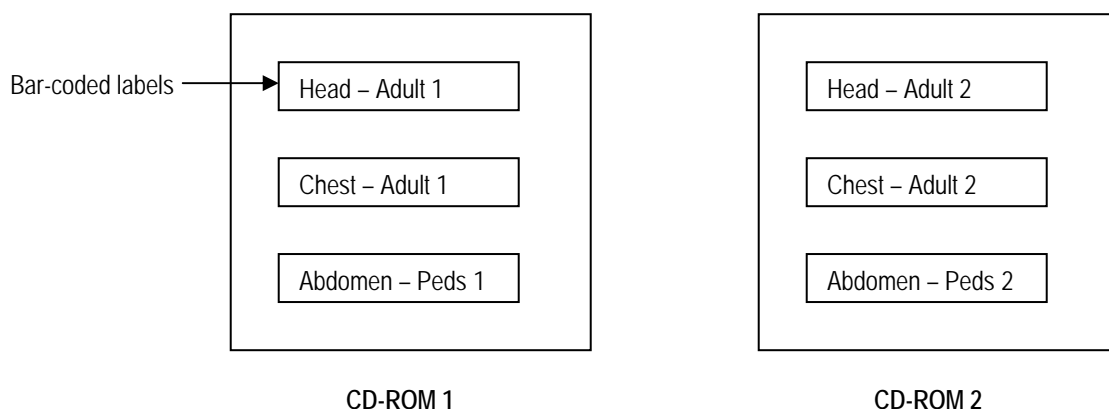 Bar-coded labels
Head – Adult 1
Chest – Adult 1
Abdomen – Peds 1
CD-ROM 1
Head – Adult 2
Chest – Adult 2
Abdomen – Peds 2
CD-ROM 2